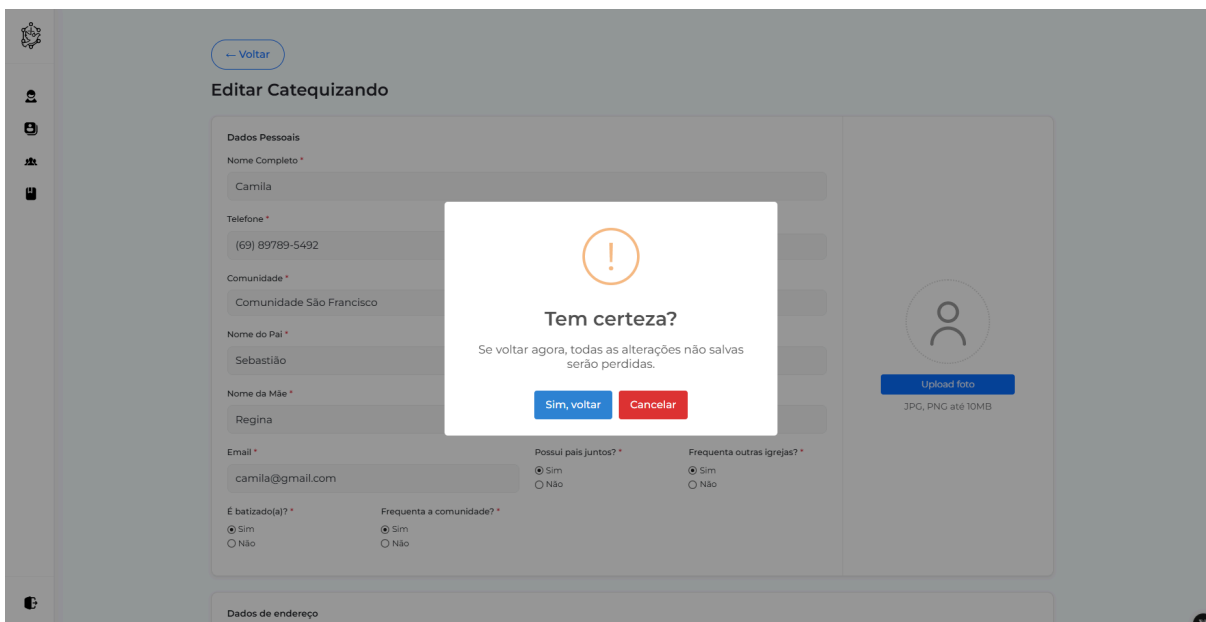 ← Voltar
Editar Catequizando
Dados Pessoais
Nome Completo *
Camila
Telefone *
(69) 89789-5492
Comunidade *
Comunidade São Francisco
Nome do Pai *
Sebastião
Nome da Mãe *
Regina
Email *
camila@gmail.com
Possui pais juntos? *
Sim
Não
Frequenta outras igrejas? *
Sim
Não
É batizado(a)? *
Sim
Não
Frequenta a comunidade? *
Sim
Não
Upload foto
JPG, PNG até 10MB
!
Tem certeza?
Se voltar agora, todas as alterações não salvas
serão perdidas.
Sim, voltar
Cancelar
Dados de endereço